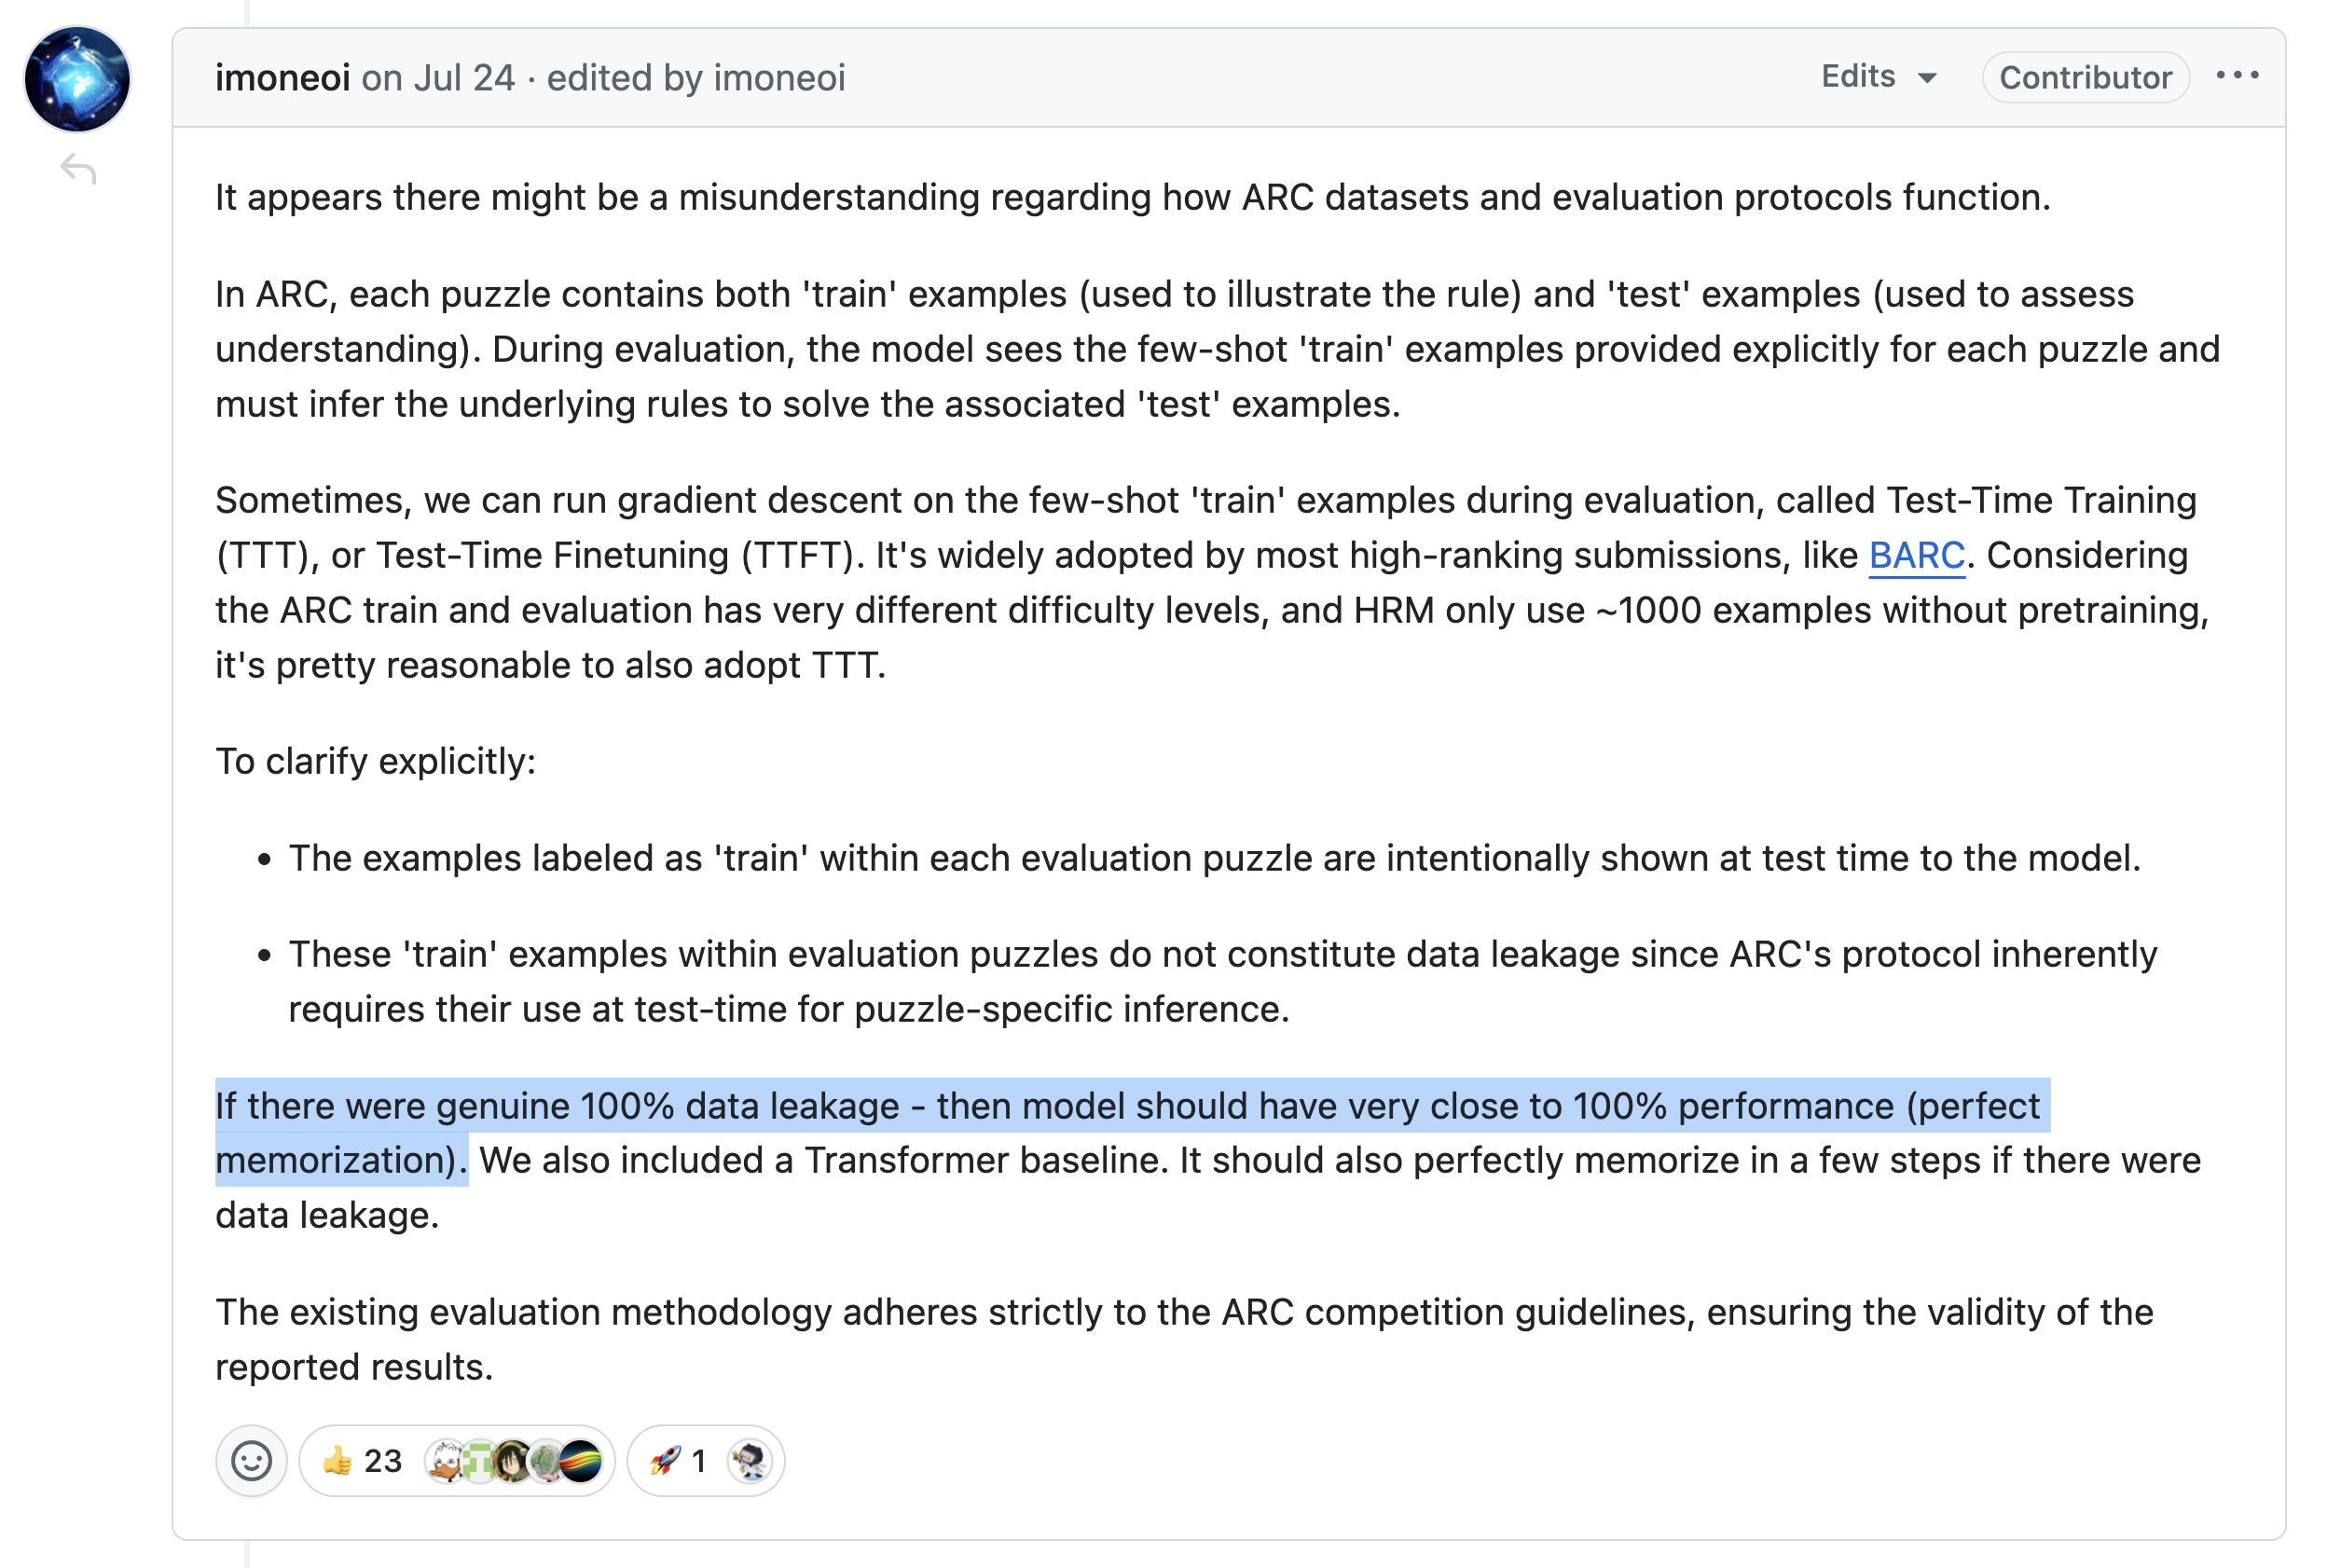 imoneoi on Jul 24 · edited by imoneoi Edits Contributor
It appears there might be a misunderstanding regarding how ARC datasets and evaluation protocols function.
In ARC, each puzzle contains both 'train' examples (used to illustrate the rule) and 'test' examples (used to assess
understanding). During evaluation, the model sees the few-shot 'train' examples provided explicitly for each puzzle and
must infer the underlying rules to solve the associated 'test' examples.
Sometimes, we can run gradient descent on the few-shot 'train' examples during evaluation, called Test-Time Training
(TTT), or Test-Time Finetuning (TTFT). It's widely adopted by most high-ranking submissions, like BARC. Considering
the ARC train and evaluation has very different difficulty levels, and HRM only use ~1000 examples without pretraining,
it's pretty reasonable to also adopt TTT.
To clarify explicitly:
• The examples labeled as 'train' within each evaluation puzzle are intentionally shown at test time to the model.
• These 'train' examples within evaluation puzzles do not constitute data leakage since ARC's protocol inherently
requires their use at test-time for puzzle-specific inference.
If there were genuine 100% data leakage - then model should have very close to 100% performance (perfect
memorization). We also included a Transformer baseline. It should also perfectly memorize in a few steps if there were
data leakage.
The existing evaluation methodology adheres strictly to the ARC competition guidelines, ensuring the validity of the
reported results.
👍 23 🚀 1